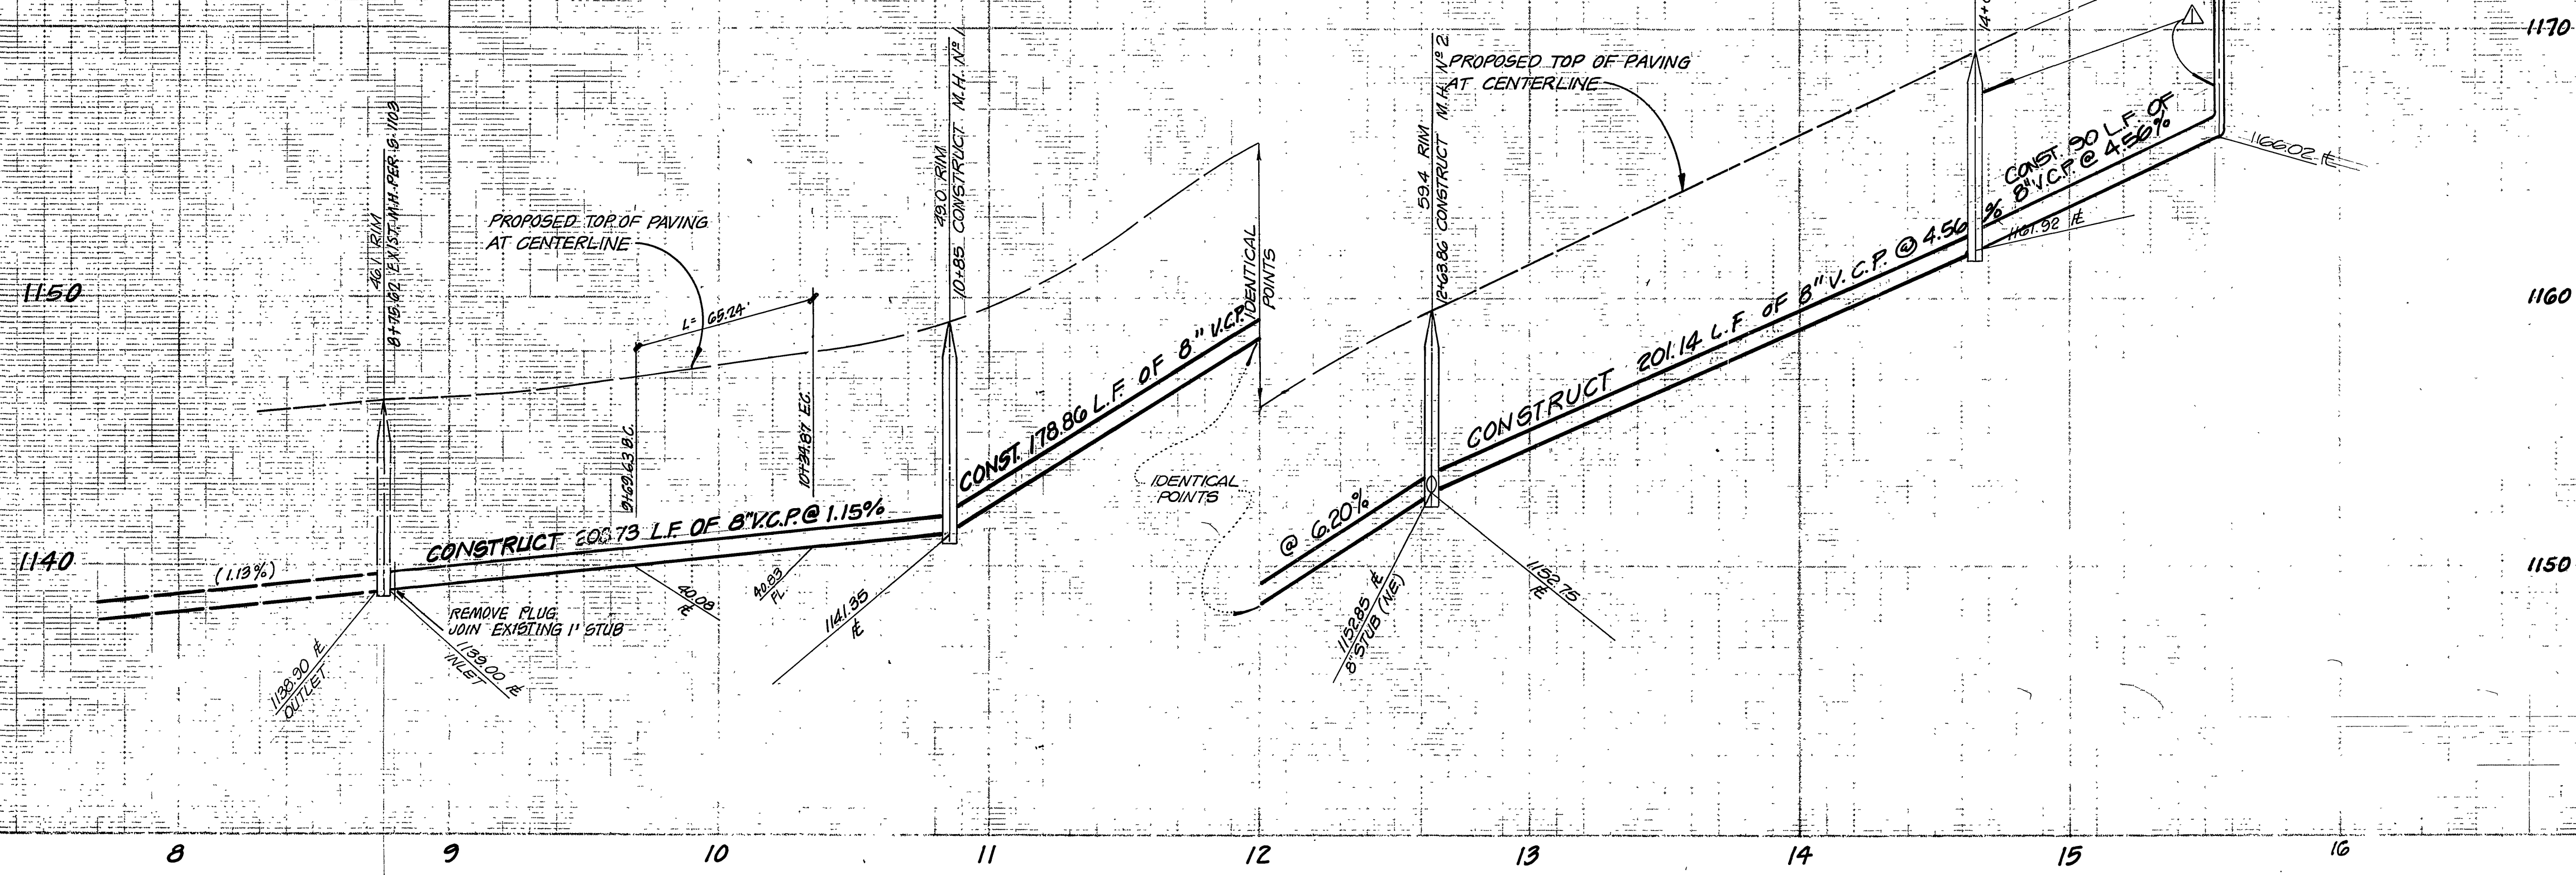 1170
14+
PROPOSED TOP OF PAVING
AT CENTERLINE
49.0 RIM
10+85 CONSTRUCT M.H. Nº 1
59.4 RIM
12+63.86 CONSTRUCT M.H. Nº 2
46.1 RIM
8+75.62 EXIST. M.H. PER S-1103
PROPOSED TOP OF PAVING
AT CENTERLINE
CONST. 90 L.F. OF
8" V.C.P. @ 4.56%
1166.02 ℄
1161.92 ℄
1150
1160
L= 65.24'
IDENTICAL
POINTS
9+69.63 B.C.
10+34.87 E.C.
CONST. 178.86 L.F. OF 8" V.C.P.
CONSTRUCT 201.14 L.F. OF 8" V.C.P. @ 4.56%
IDENTICAL
POINTS
@ 6.20%
1140
(1.13%)
CONSTRUCT 73 L.F. OF 8" V.C.P. @ 1.15%
1150
REMOVE PLUG
JOIN EXISTING 1' STUB
40.08
℄
40.83
FL
1141.35
℄
1138.90 ℄
OUTLET
1139.00 ℄
INLET
1152.85 ℄
8" STUB (N.E.)
1152.75
℄
8 9 10 11 12 13 14 15 16